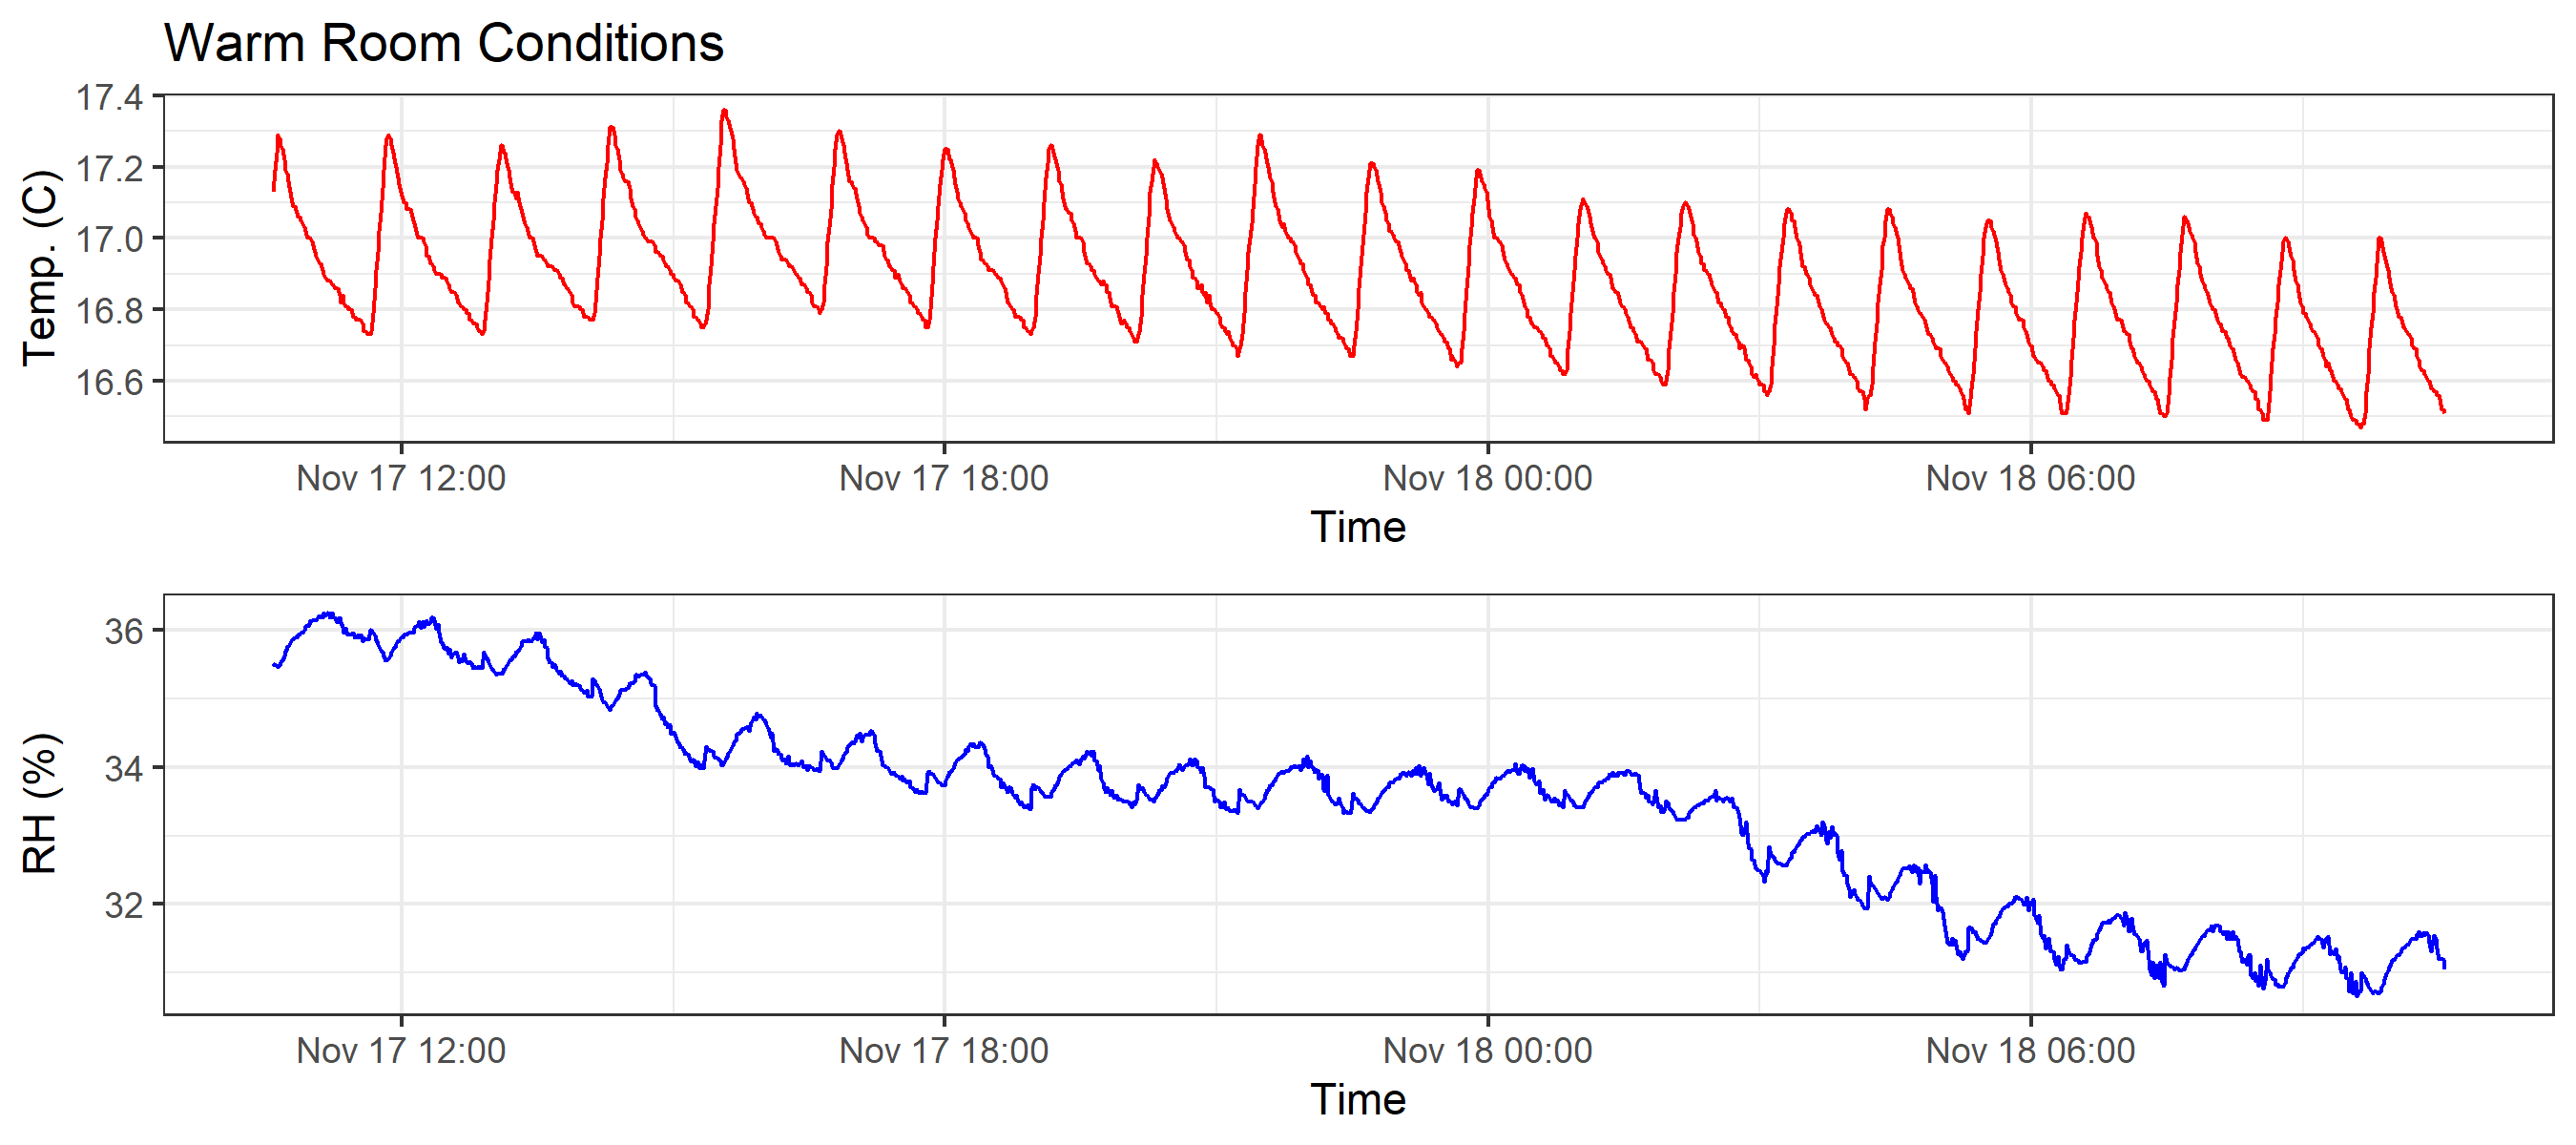 Warm Room Conditions
17.4
17.2
17.0
16.8
16.6
Temp. (C)
Nov 17 12:00 Nov 17 18:00 Nov 18 00:00 Nov 18 06:00
Time
36
34
32
RH (%)
Nov 17 12:00 Nov 17 18:00 Nov 18 00:00 Nov 18 06:00
Time